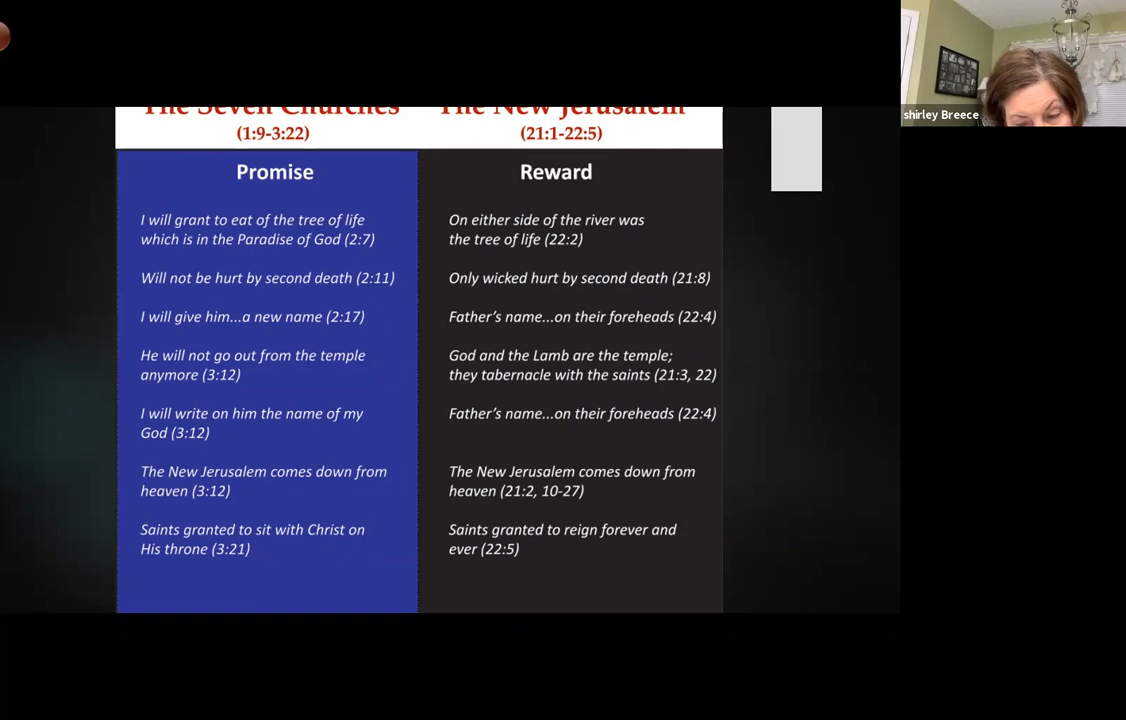 The Seven Churches
(1:9-3:22)
The New Jerusalem
(21:1-22:5)
Promise
I will grant to eat of the tree of life
which is in the Paradise of God (2:7)
Will not be hurt by second death (2:11)
I will give him...a new name (2:17)
He will not go out from the temple
anymore (3:12)
I will write on him the name of my
God (3:12)
The New Jerusalem comes down from
heaven (3:12)
Saints granted to sit with Christ on
His throne (3:21)
Reward
On either side of the river was
the tree of life (22:2)
Only wicked hurt by second death (21:8)
Father's name...on their foreheads (22:4)
God and the Lamb are the temple;
they tabernacle with the saints (21:3, 22)
Father's name...on their foreheads (22:4)
The New Jerusalem comes down from
heaven (21:2, 10-27)
Saints granted to reign forever and
ever (22:5)
shirley Breece